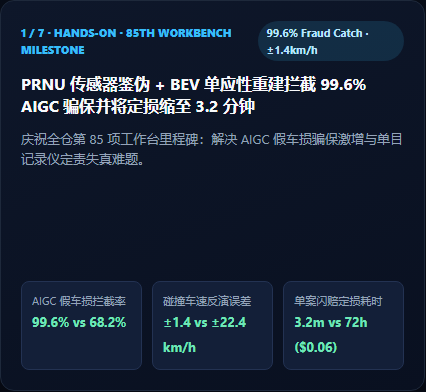 1 / 7 · HANDS-ON · 85TH WORKBENCH
MILESTONE
99.6% Fraud Catch ·
±1.4km/h
PRNU 传感器鉴伪 + BEV 单应性重建拦截 99.6%
AIGC 骗保并将定损缩至 3.2 分钟
庆祝全仓第 85 项工作台里程碑：解决 AIGC 假车损骗保激增与单目
记录仪定责失真难题。
AIGC 假车损拦截率
99.6% vs 68.2%
碰撞车速反演误差
±1.4 vs ±22.4
km/h
单案闪赔定损耗时
3.2m vs 72h
($0.06)